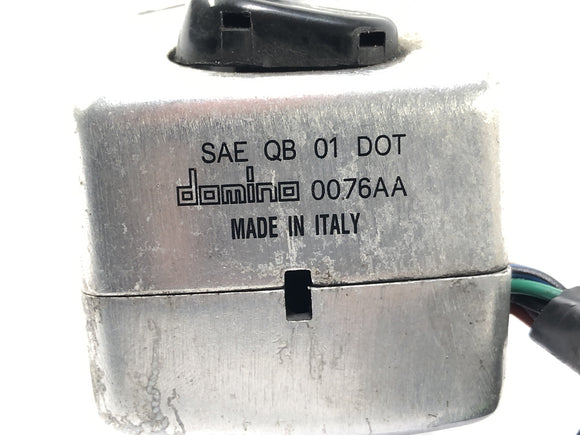 SAE QB 01 DOT
domino 0076AA
MADE IN ITALY